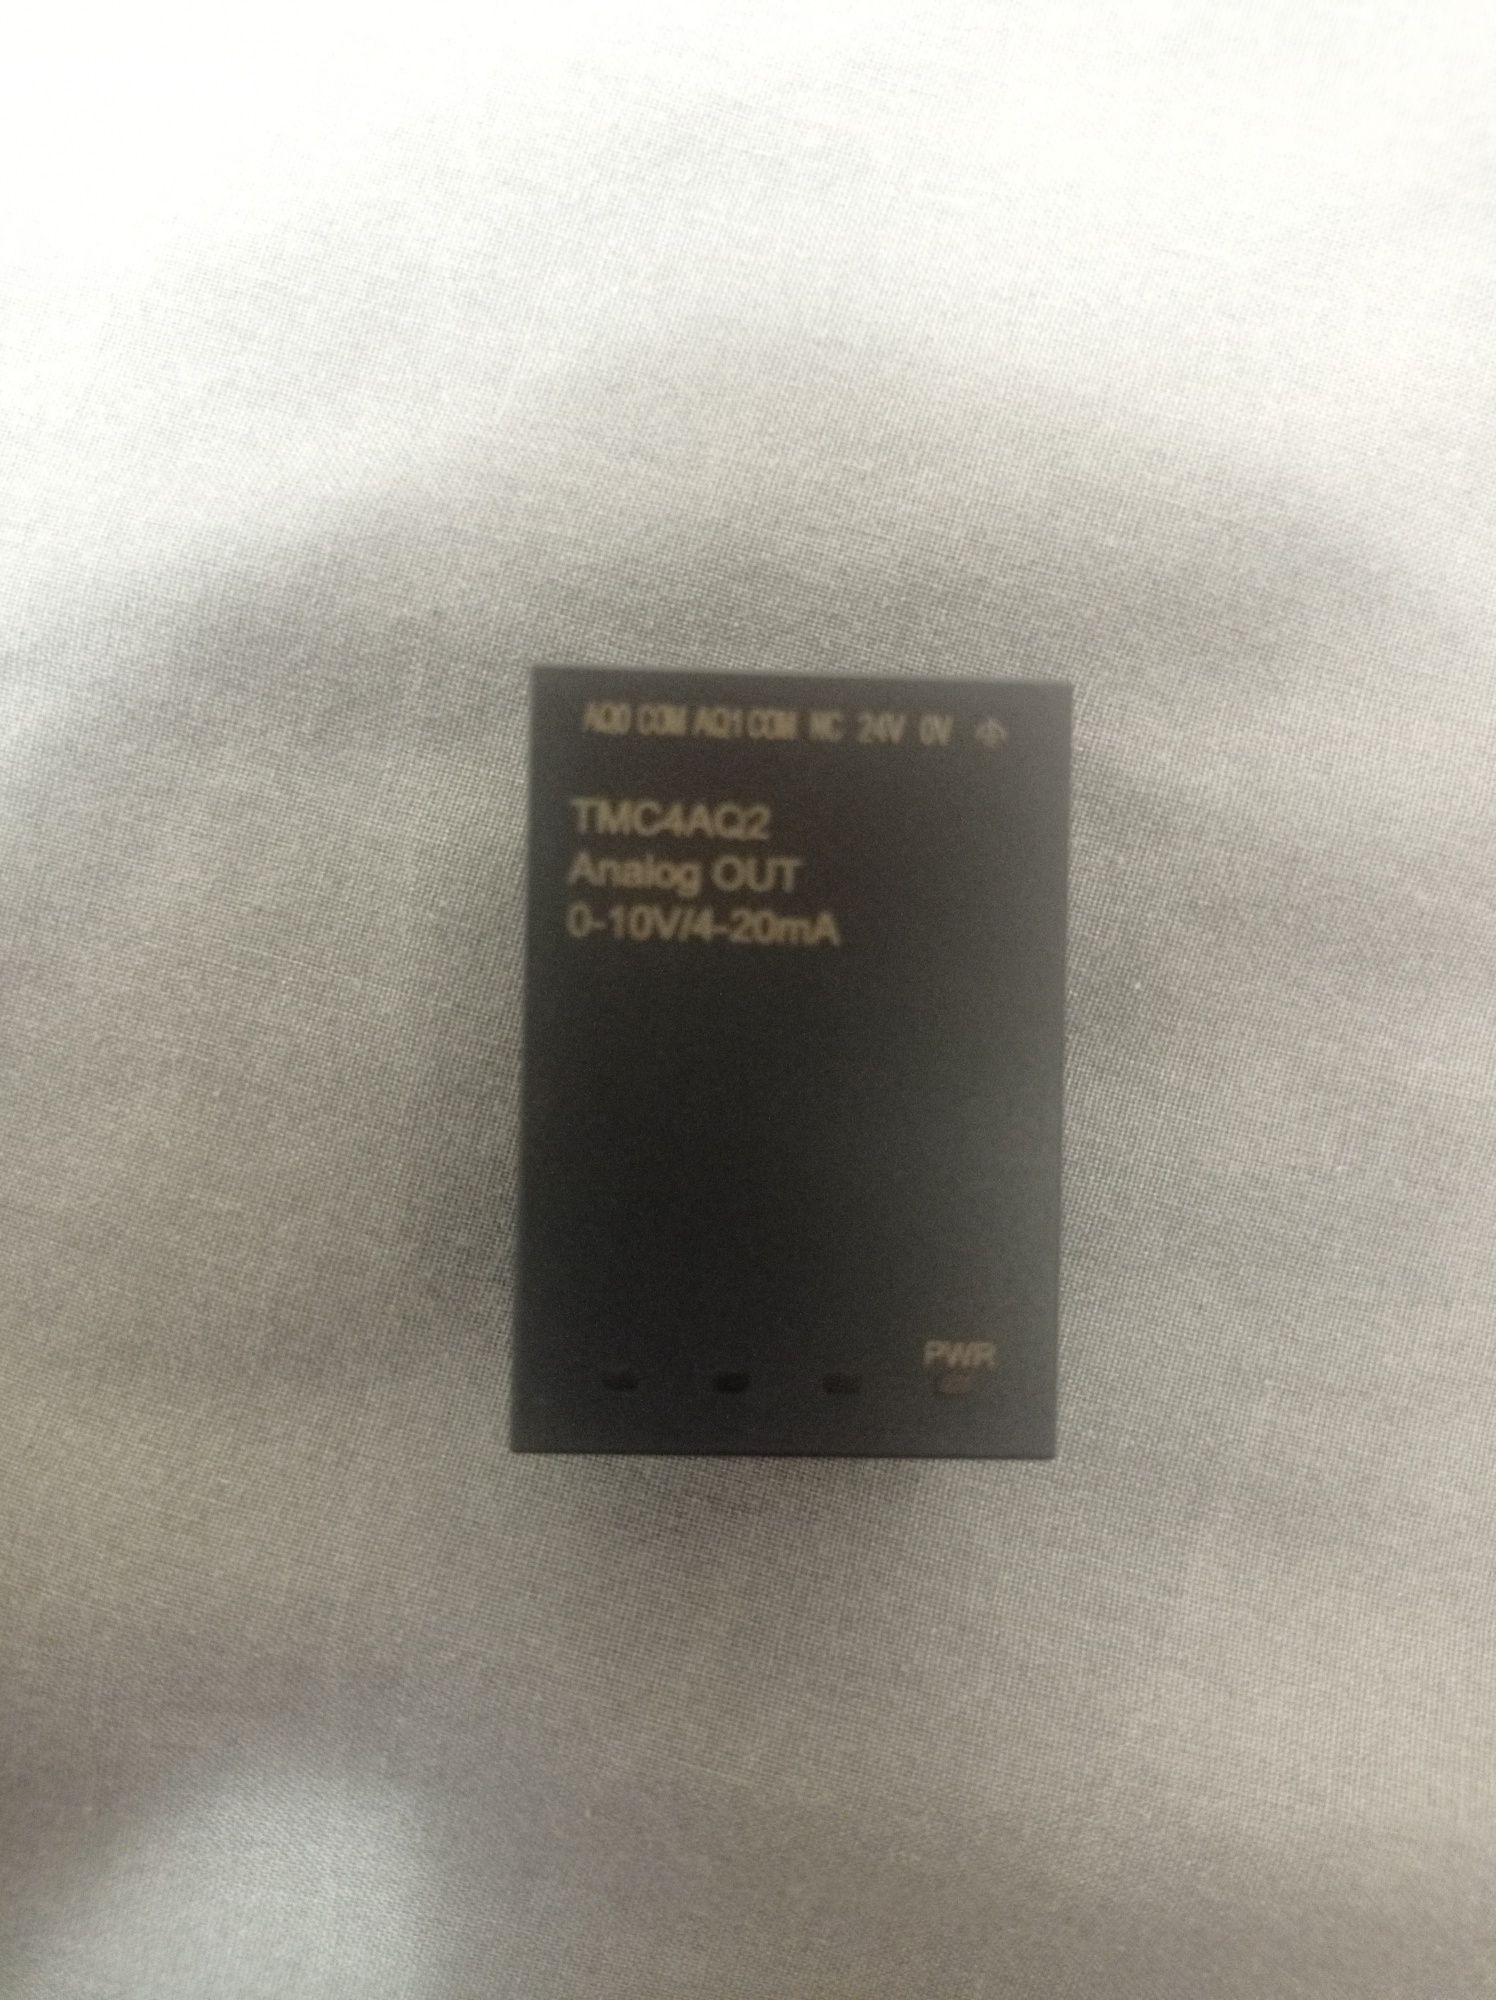 AQ0 COM AQ1 COM NC 24V 0V
TMC4AQ2
Analog OUT
0-10V/4-20mA
PWR